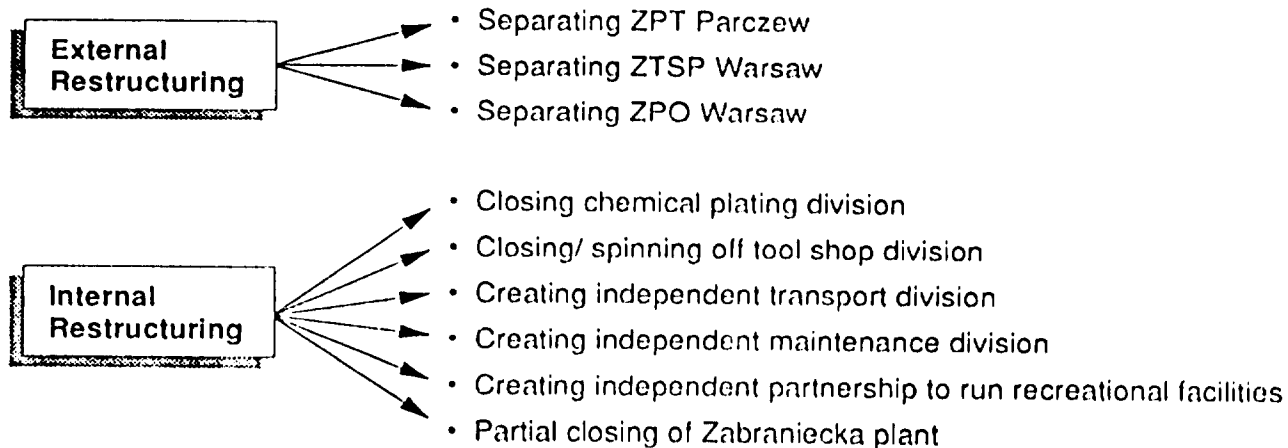 External
Restructuring
• Separating ZPT Parczew
• Separating ZTSP Warsaw
• Separating ZPO Warsaw
Internal
Restructuring
• Closing chemical plating division
• Closing/ spinning off tool shop division
• Creating independent transport division
• Creating independent maintenance division
• Creating independent partnership to run recreational facilities
• Partial closing of Zabraniecka plant